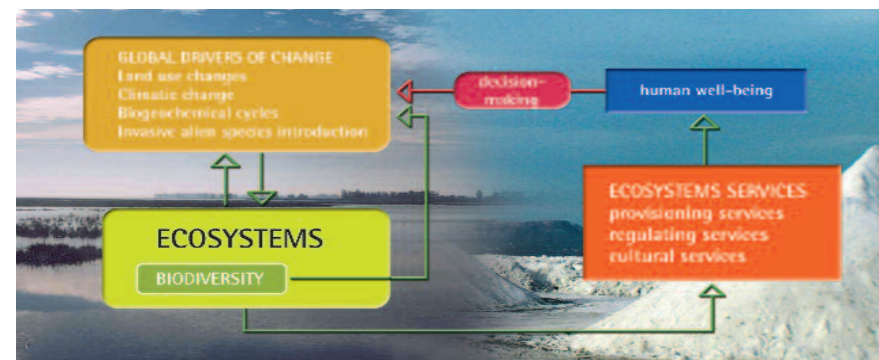 GLOBAL DRIVERS OF CHANGE
Land use changes
Climatic change
Biogeochemical cycles
Invasive alien species introduction
decision-
making
human well-being
ECOSYSTEMS SERVICES
provisioning services
regulating services
cultural services
ECOSYSTEMS
BIODIVERSITY